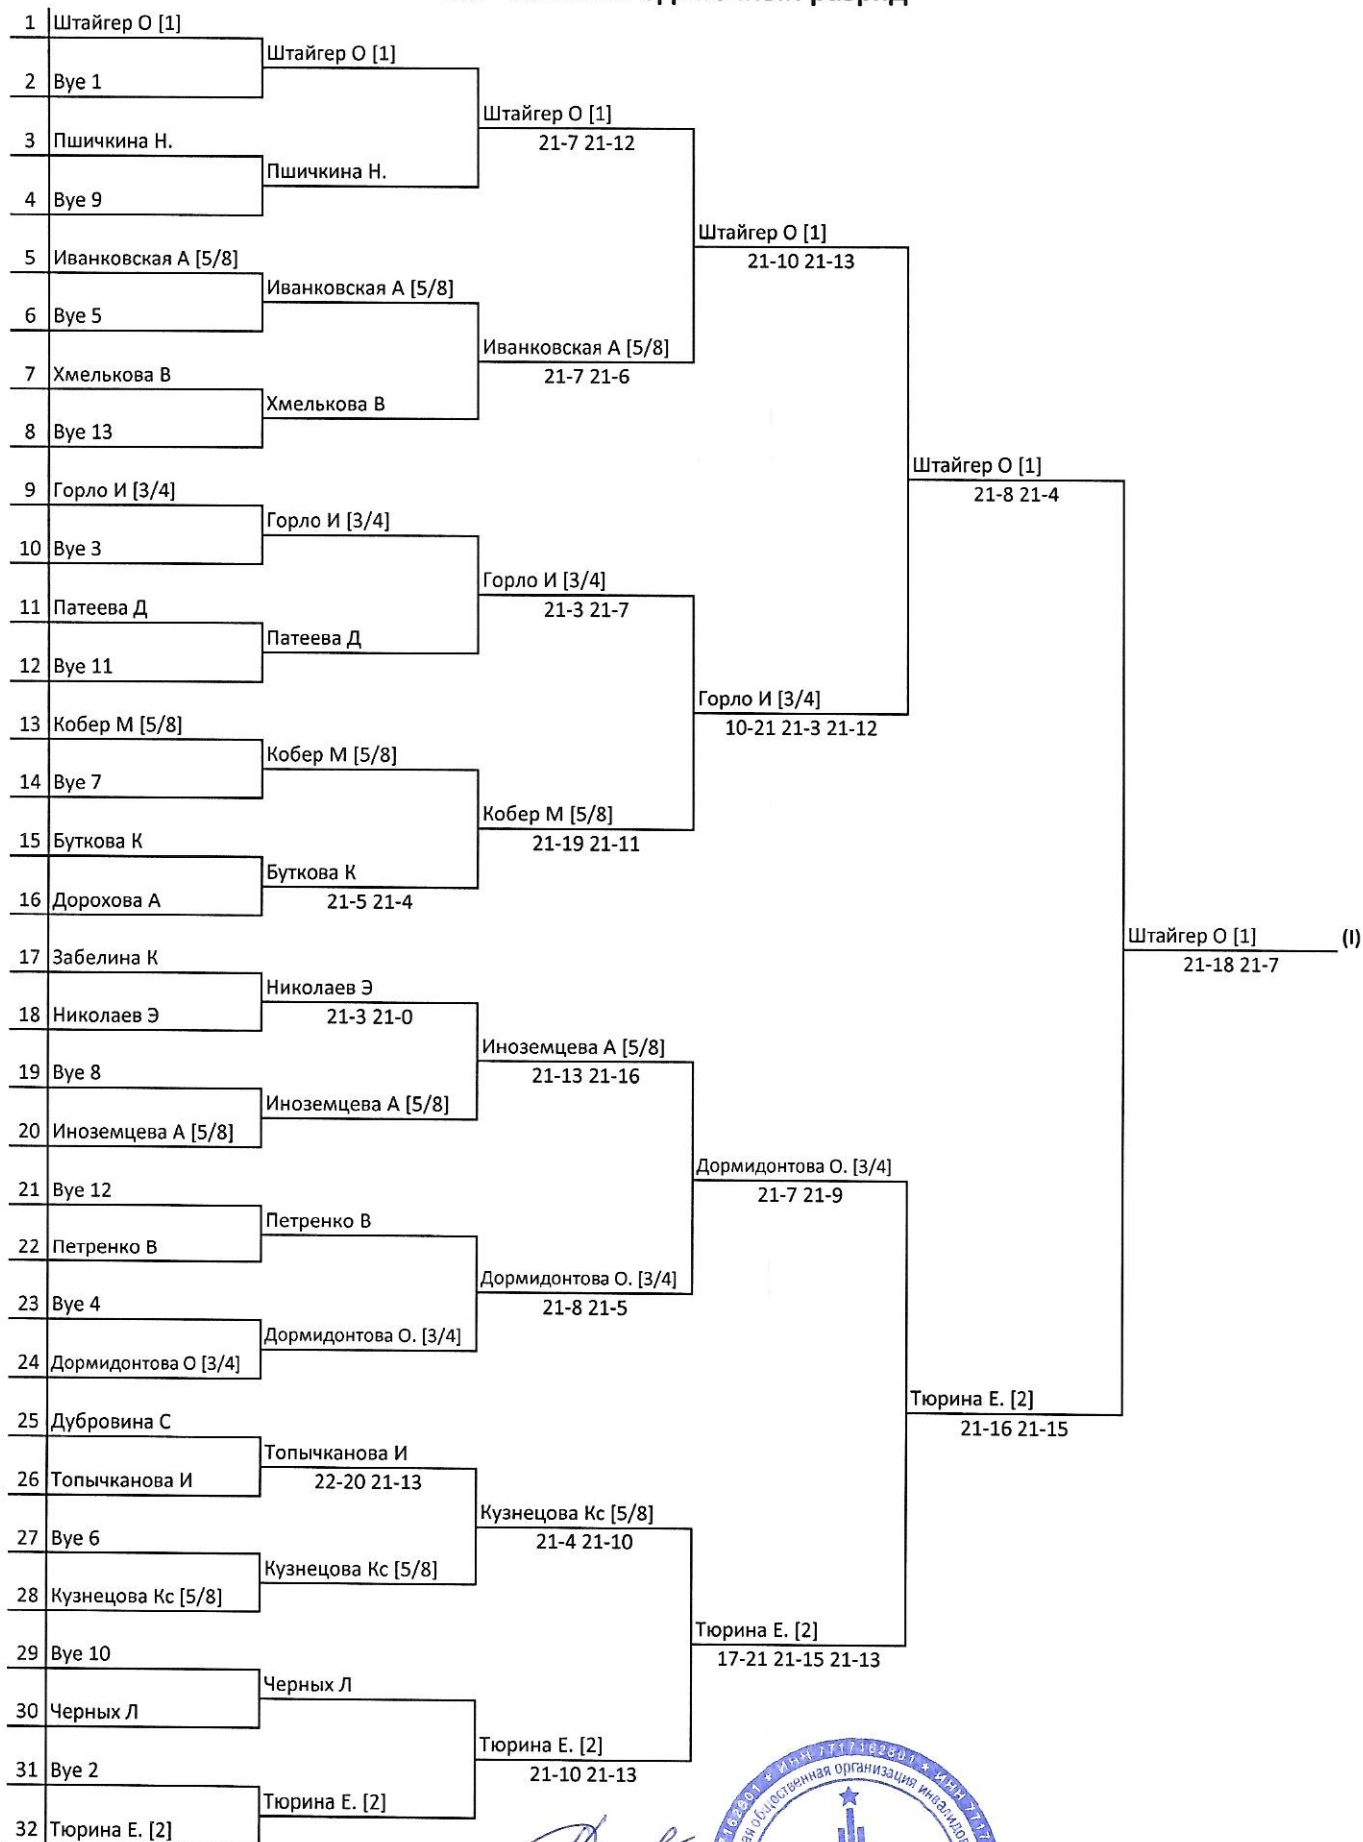 разряд
1 Штайгер О [1]
Штайгер О [1]
2 Bye 1
Штайгер О [1]
21-7 21-12
3 Пшичкина Н.
Пшичкина Н.
4 Bye 9
Штайгер О [1]
21-10 21-13
5 Иванковская А [5/8]
Иванковская А [5/8]
6 Bye 5
Иванковская А [5/8]
21-7 21-6
7 Хмелькова В
Хмелькова В
8 Bye 13
Штайгер О [1]
21-8 21-4
9 Горло И [3/4]
Горло И [3/4]
10 Bye 3
Горло И [3/4]
21-3 21-7
11 Патеева Д
Патеева Д
12 Bye 11
Горло И [3/4]
10-21 21-3 21-12
13 Кобер М [5/8]
Кобер М [5/8]
14 Bye 7
Кобер М [5/8]
21-19 21-11
15 Буткова К
Буткова К
21-5 21-4
16 Дорохова А
Штайгер О [1] (I)
21-18 21-7
17 Забелина К
Николаев Э
21-3 21-0
18 Николаев Э
Иноземцева А [5/8]
21-13 21-16
19 Bye 8
Иноземцева А [5/8]
20 Иноземцева А [5/8]
Дормидонтова О. [3/4]
21-7 21-9
21 Bye 12
Петренко В
22 Петренко В
Дормидонтова О. [3/4]
21-8 21-5
23 Bye 4
Дормидонтова О. [3/4]
24 Дормидонтова О [3/4]
Тюрина Е. [2]
21-16 21-15
25 Дубровина С
Топычканова И
22-20 21-13
26 Топычканова И
Кузнецова Кс [5/8]
21-4 21-10
27 Bye 6
Кузнецова Кс [5/8]
28 Кузнецова Кс [5/8]
Тюрина Е. [2]
17-21 21-15 21-13
29 Bye 10
Черных Л
30 Черных Л
Тюрина Е. [2]
21-10 21-13
31 Bye 2
Тюрина Е. [2]
32 Тюрина Е. [2]
ИНН 7717162801 * ИНН
общественная организация инвалидов